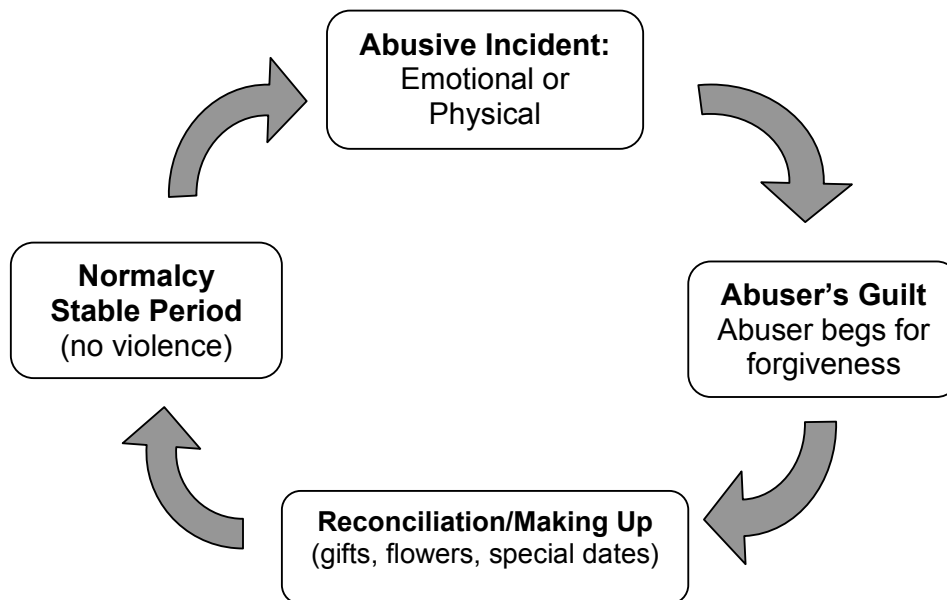 Abusive Incident:
Emotional or
Physical
Abuser’s Guilt
Abuser begs for
forgiveness
Reconciliation/Making Up
(gifts, flowers, special dates)
Normalcy
Stable Period
(no violence)